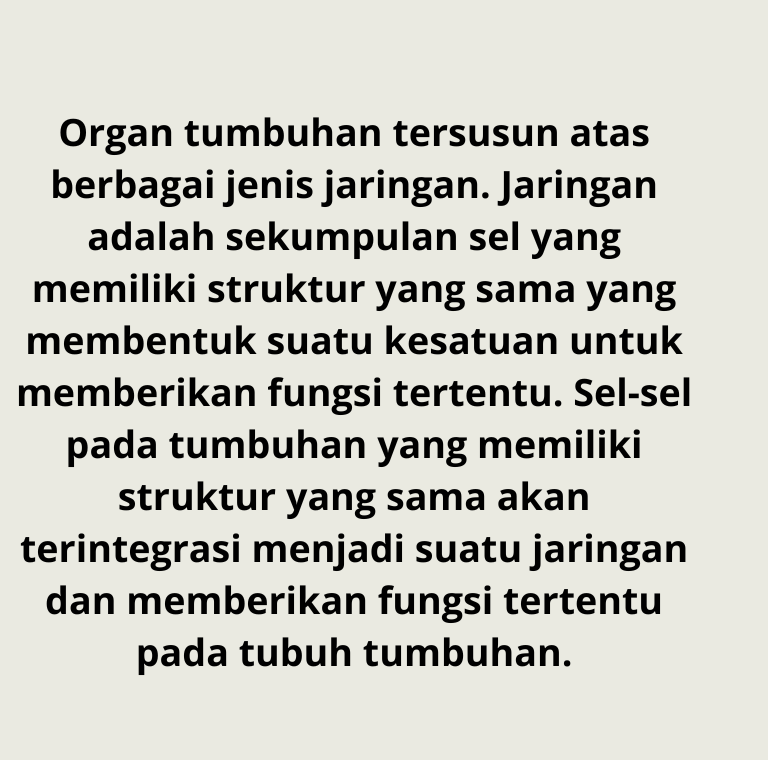 Organ tumbuhan tersusun atas
berbagai jenis jaringan. Jaringan
adalah sekumpulan sel yang
memiliki struktur yang sama yang
membentuk suatu kesatuan untuk
memberikan fungsi tertentu. Sel-sel
pada tumbuhan yang memiliki
struktur yang sama akan
terintegrasi menjadi suatu jaringan
dan memberikan fungsi tertentu
pada tubuh tumbuhan.